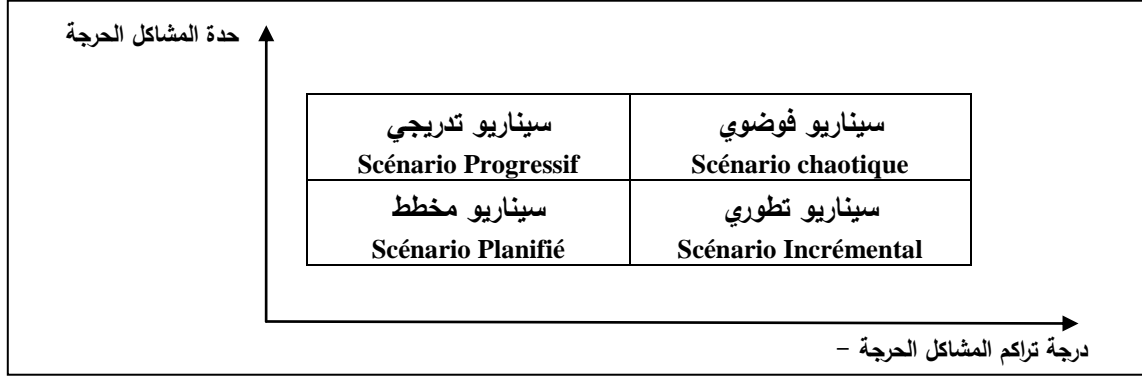 حدة المشاكل الحرجة
سيناريو تدريجي
Scénario Progressif
سيناريو فوضوي
Scénario chaotique
سيناريو مخطط
Scénario Planifié
سيناريو تطوري
Scénario Incrémental
درجة تراكم المشاكل الحرجة –